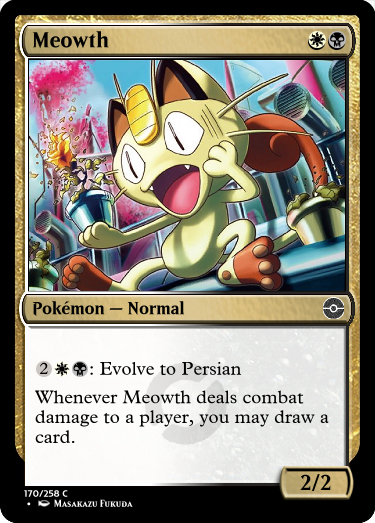 Meowth
Pokémon — Normal
2: Evolve to Persian
Whenever Meowth deals combat
damage to a player, you may draw a
card.
2/2
170/258 C
• Masakazu Fukuda